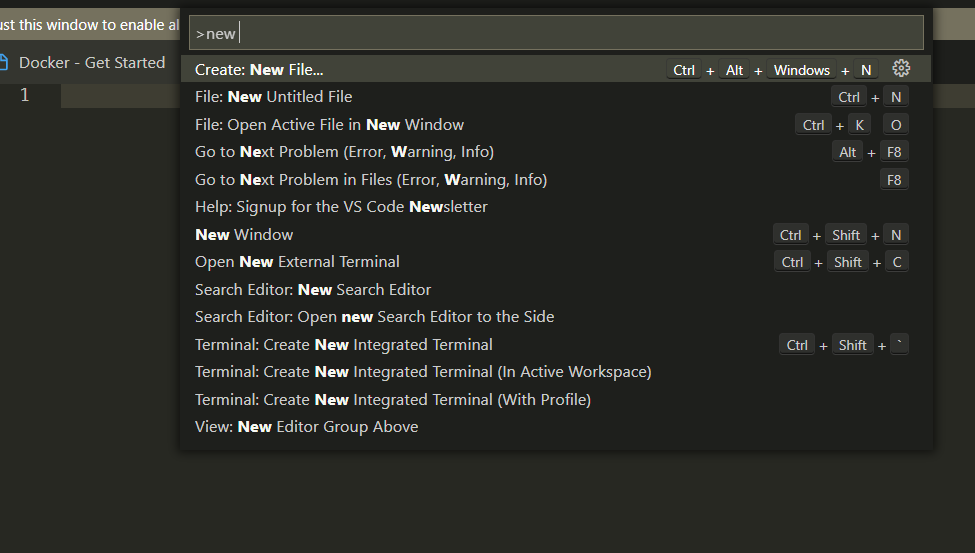 ust this window to enable al
>new
Docker - Get Started
1
Create: New File... Ctrl + Alt + Windows + N
File: New Untitled File Ctrl + N
File: Open Active File in New Window Ctrl + K O
Go to Next Problem (Error, Warning, Info) Alt + F8
Go to Next Problem in Files (Error, Warning, Info) F8
Help: Signup for the VS Code Newsletter
New Window Ctrl + Shift + N
Open New External Terminal Ctrl + Shift + C
Search Editor: New Search Editor
Search Editor: Open new Search Editor to the Side
Terminal: Create New Integrated Terminal Ctrl + Shift + `
Terminal: Create New Integrated Terminal (In Active Workspace)
Terminal: Create New Integrated Terminal (With Profile)
View: New Editor Group Above